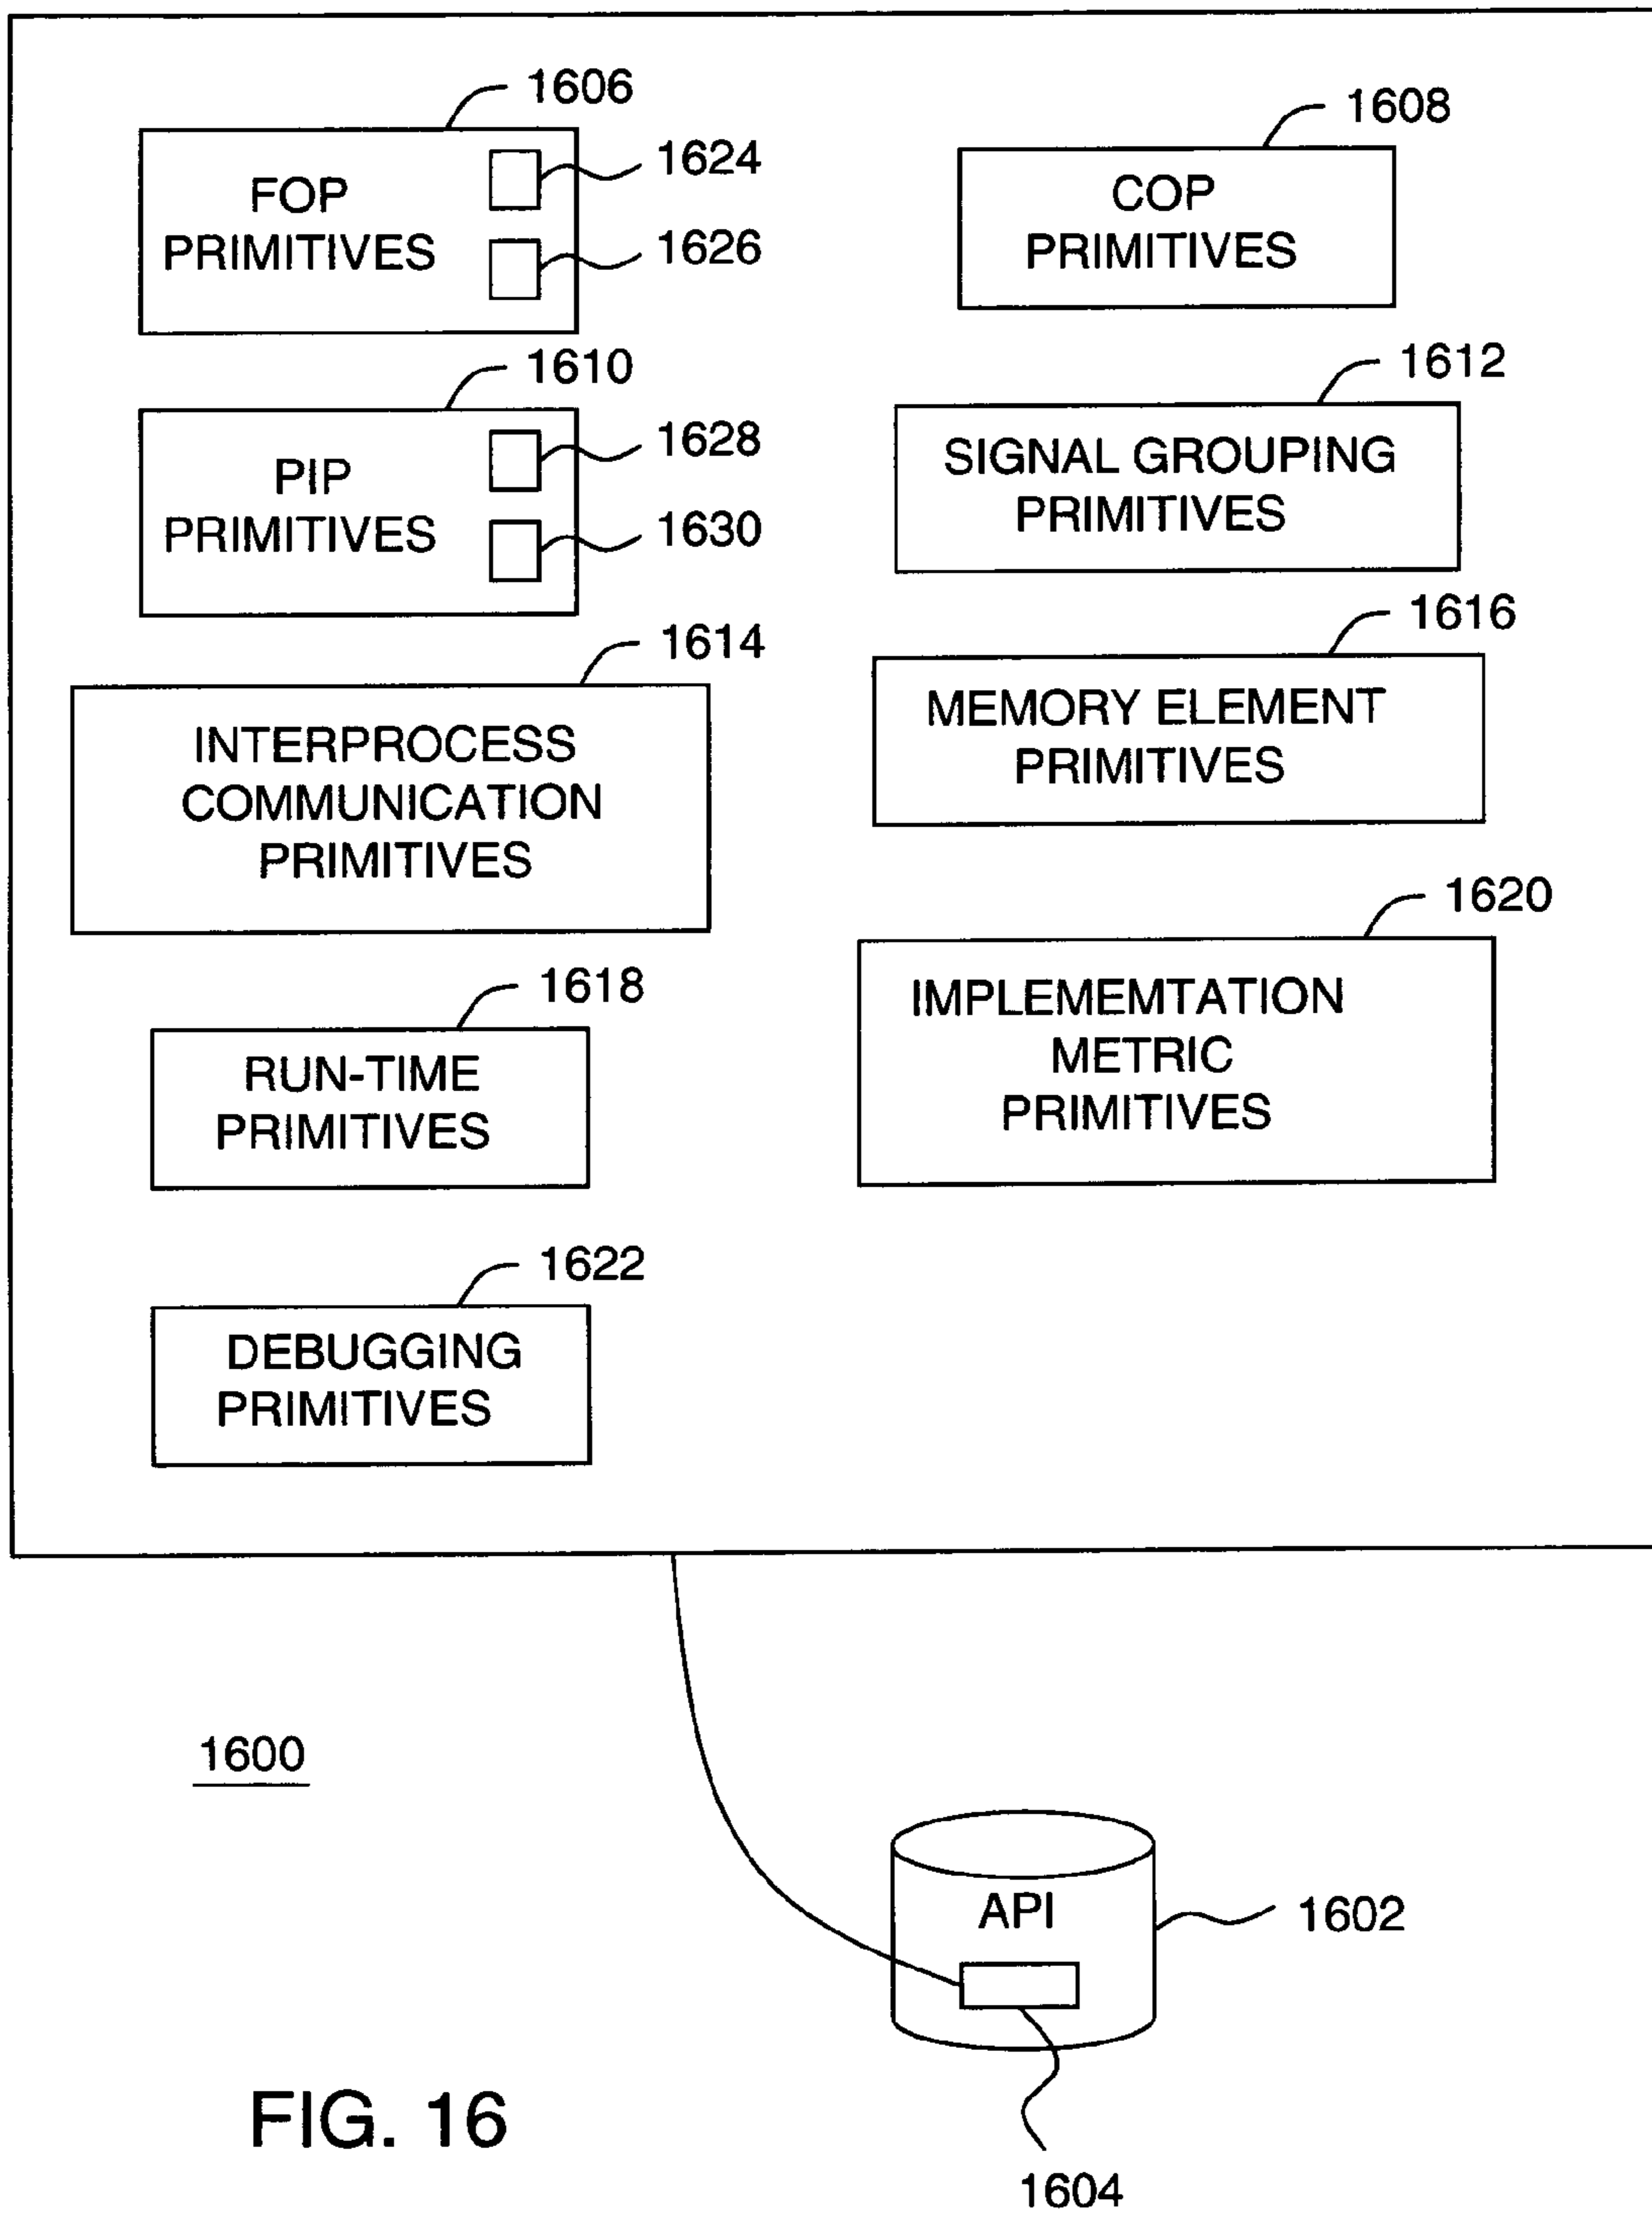 1606
FOP
PRIMITIVES
1624
1626
1608
COP
PRIMITIVES
1610
PIP
PRIMITIVES
1628
1630
1612
SIGNAL GROUPING
PRIMITIVES
1614
INTERPROCESS
COMMUNICATION
PRIMITIVES
1616
MEMORY ELEMENT
PRIMITIVES
1618
RUN-TIME
PRIMITIVES
1620
IMPLEMEMTATION
METRIC
PRIMITIVES
1622
DEBUGGING
PRIMITIVES
1600
API
1602
1604
FIG. 16